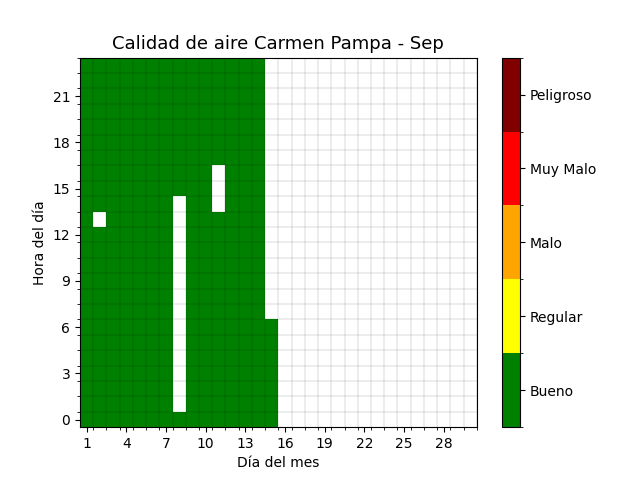 Calidad de aire Carmen Pampa - Sep
Hora del día
21
18
15
12
9
6
3
0
1 4 7 10 13 16 19 22 25 28
Día del mes
Peligroso
Muy Malo
Malo
Regular
Bueno